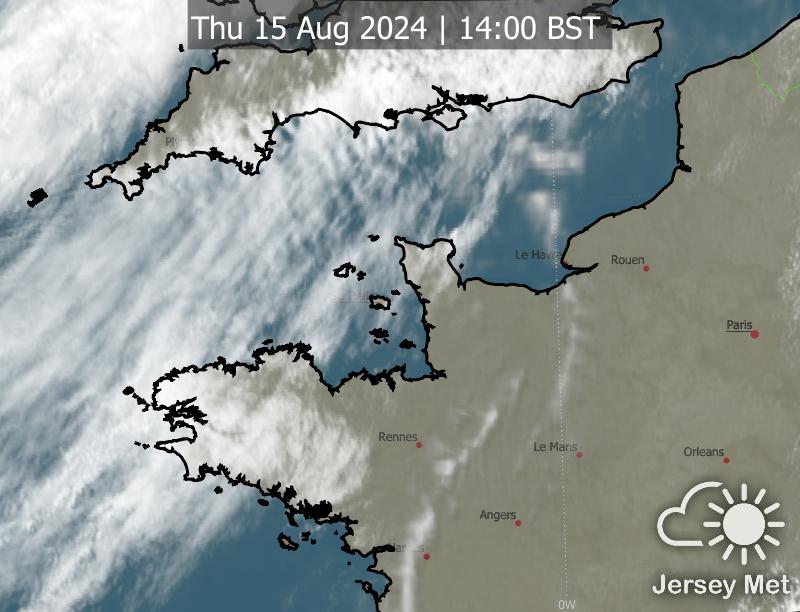 Thu 15 Aug 2024 | 14:00 BST
Le Havre
Rouen
Paris
Rennes
Le Mans
Orleans
Angers
0W
Jersey Met